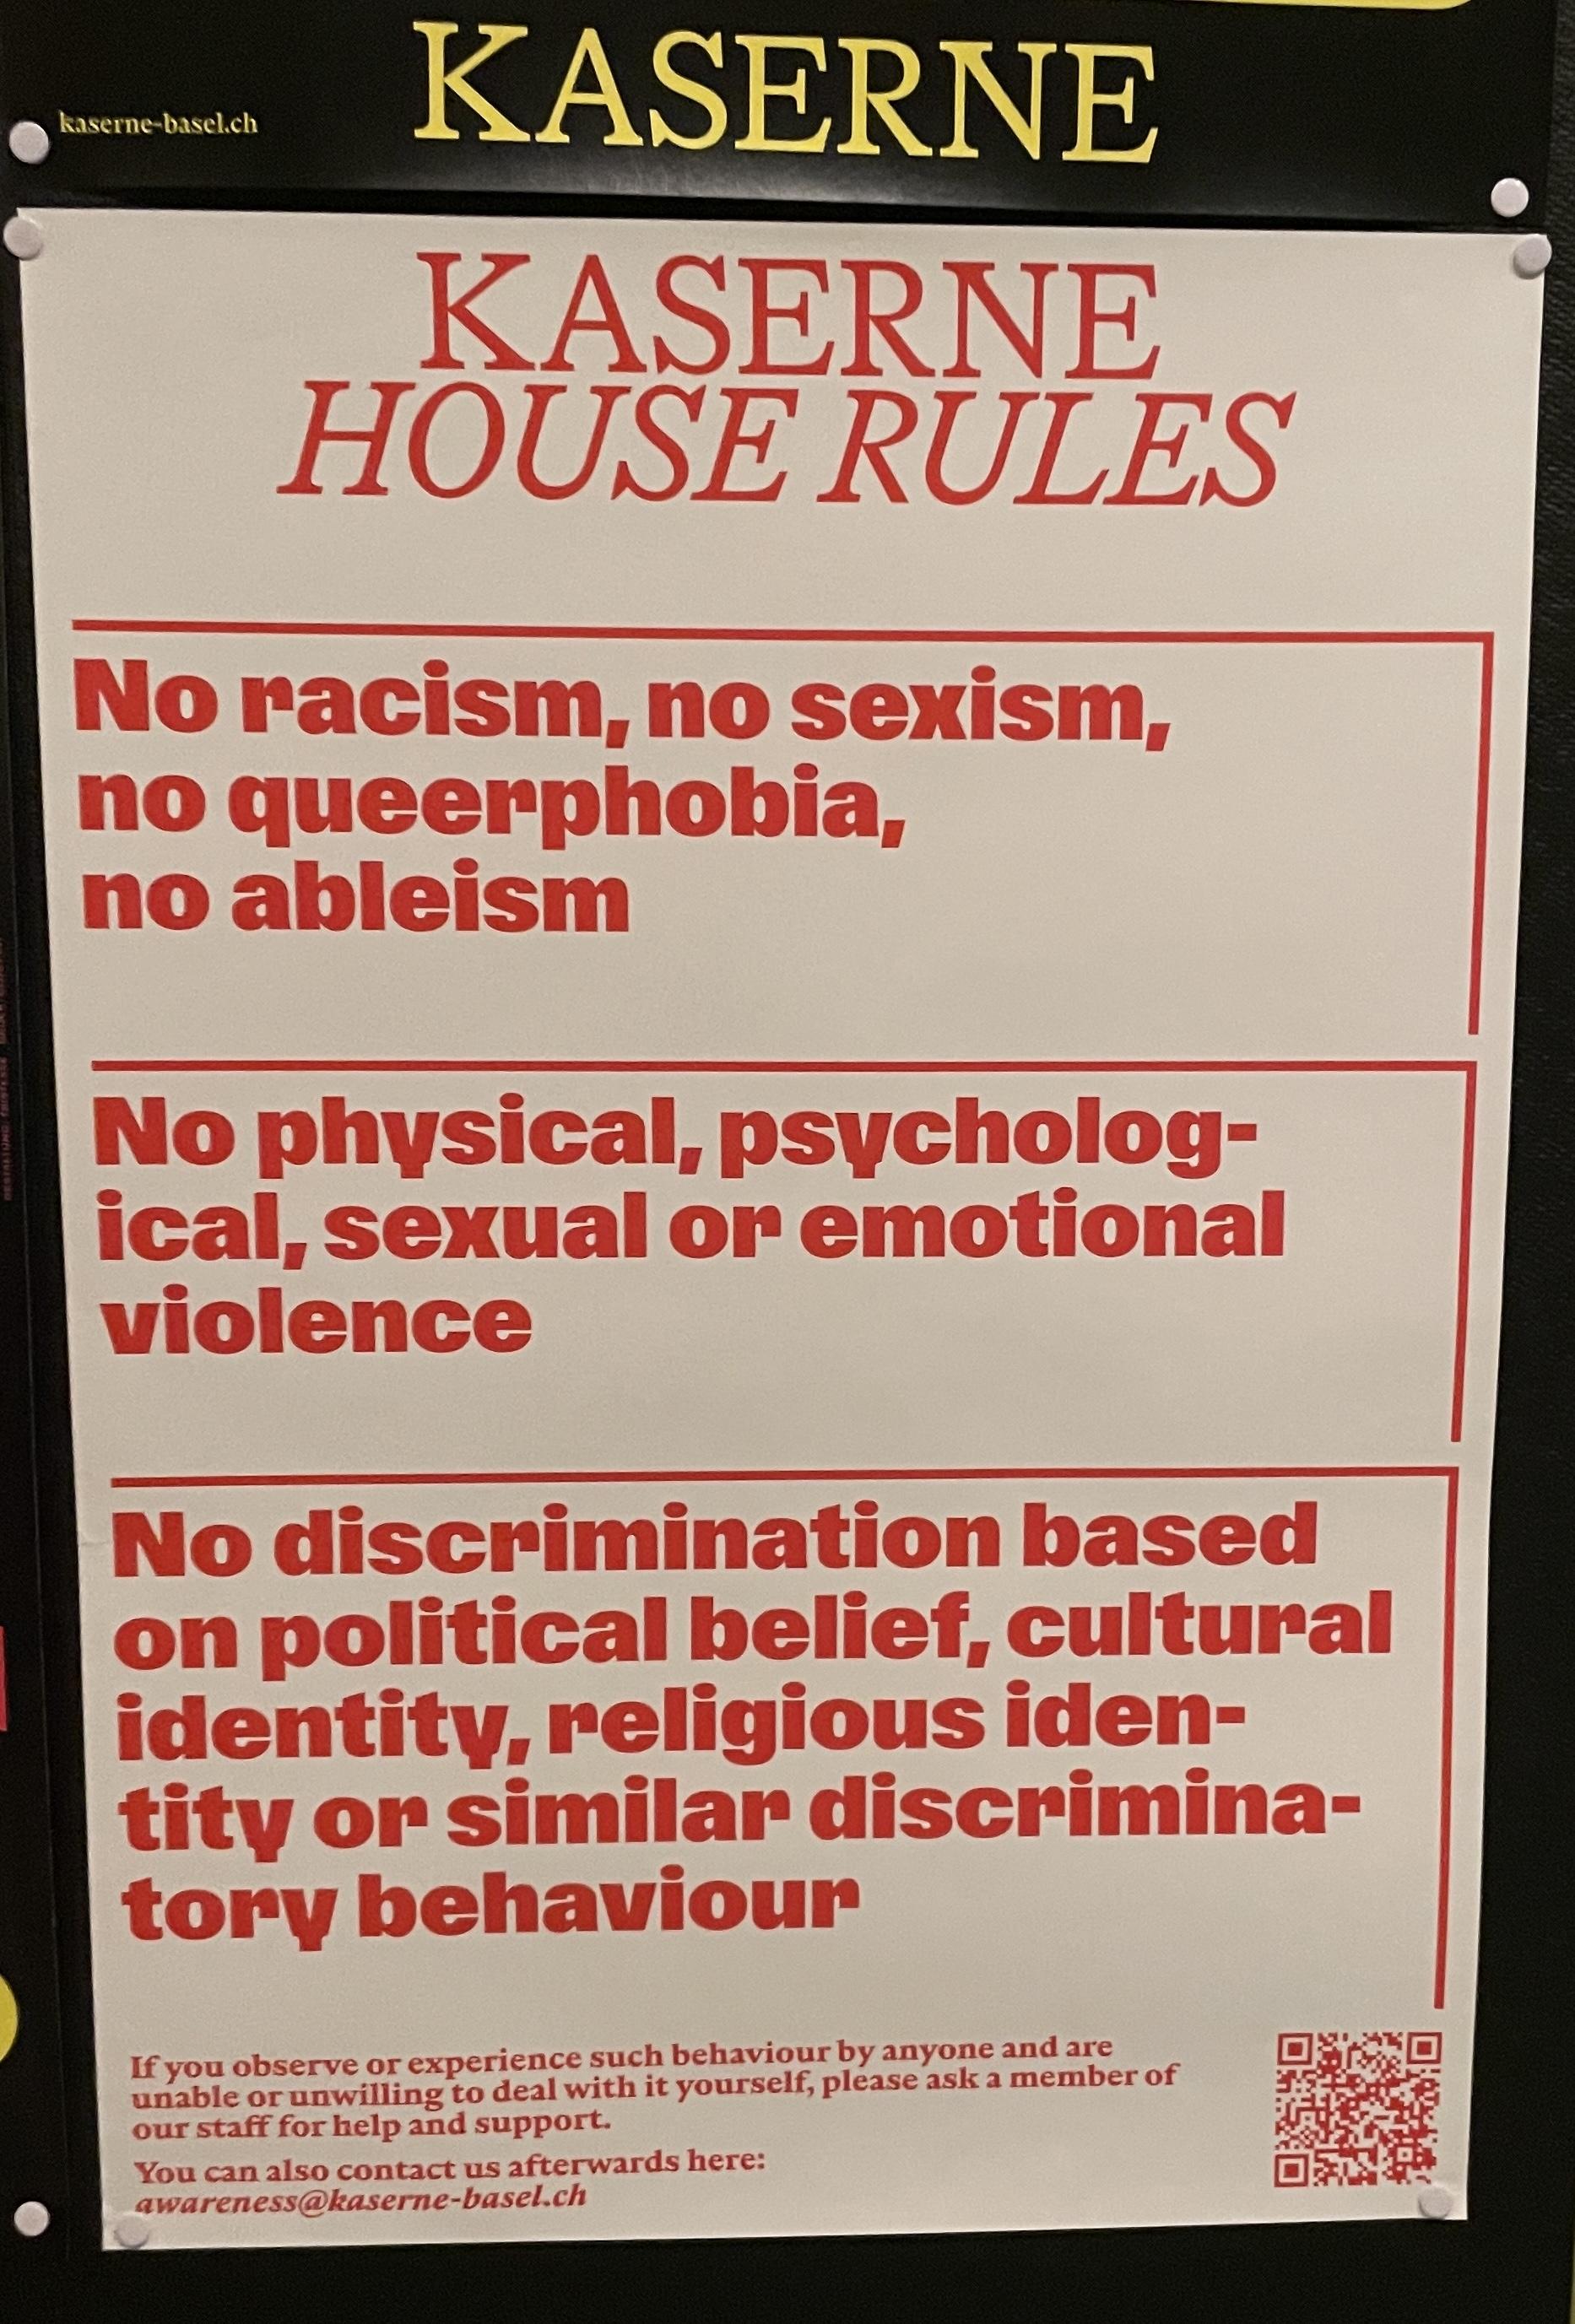 kaserne-basel.ch
KASERNE
KASERNE
HOUSE RULES
No racism, no sexism,
no queerphobia,
no ableism
No physical, psycholog-
ical, sexual or emotional
violence
No discrimination based
on political belief, cultural
identity, religious iden-
tity or similar discrimina-
tory behaviour
If you observe or experience such behaviour by anyone and are
unable or unwilling to deal with it yourself, please ask a member of
our staff for help and support.
You can also contact us afterwards here:
awareness@kaserne-basel.ch